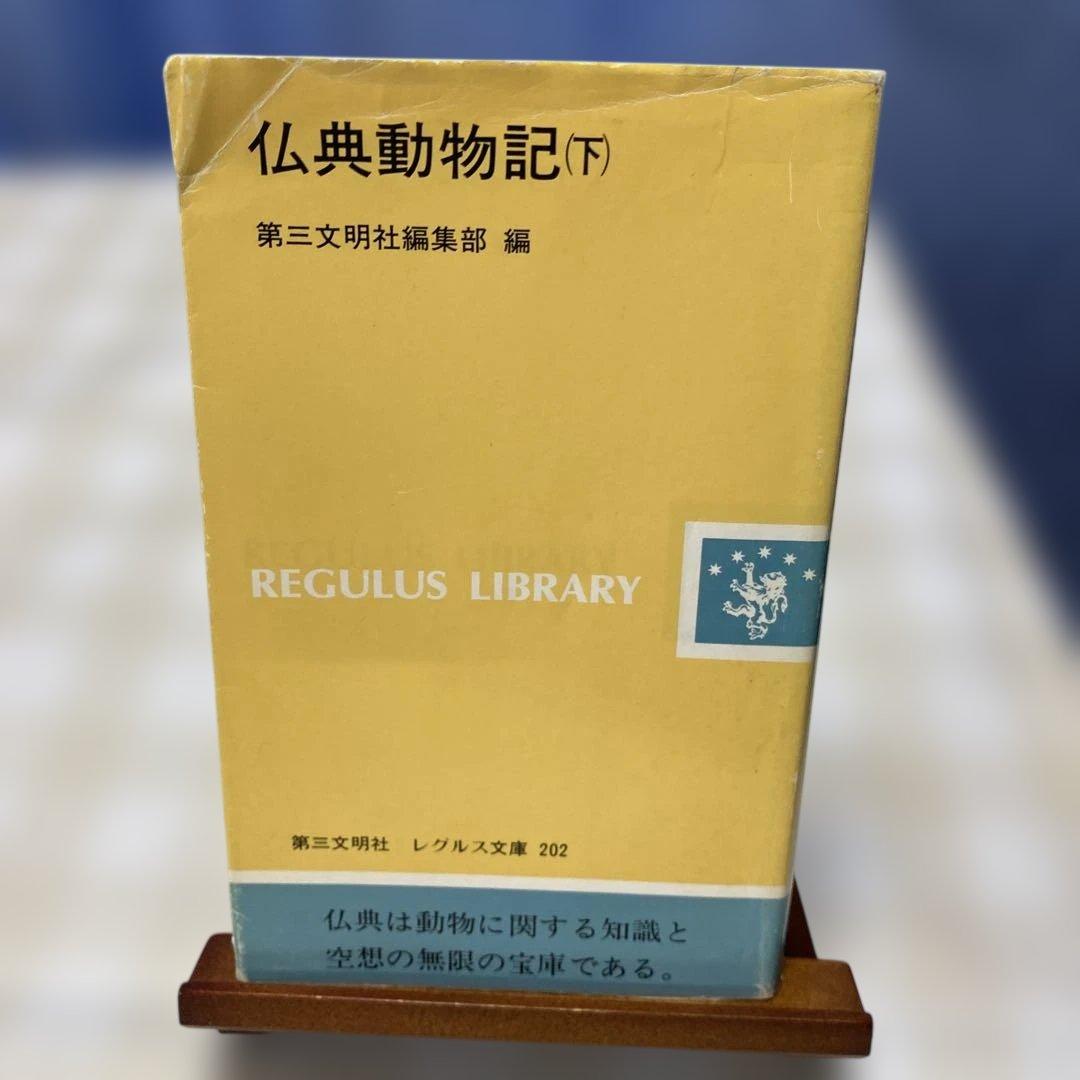 仏典動物記(下)
第三文明社編集部 編
REGULUS LIBRARY
第三文明社 レグルス文庫 202
仏典は動物に関する知識と
空想の無限の宝庫である。